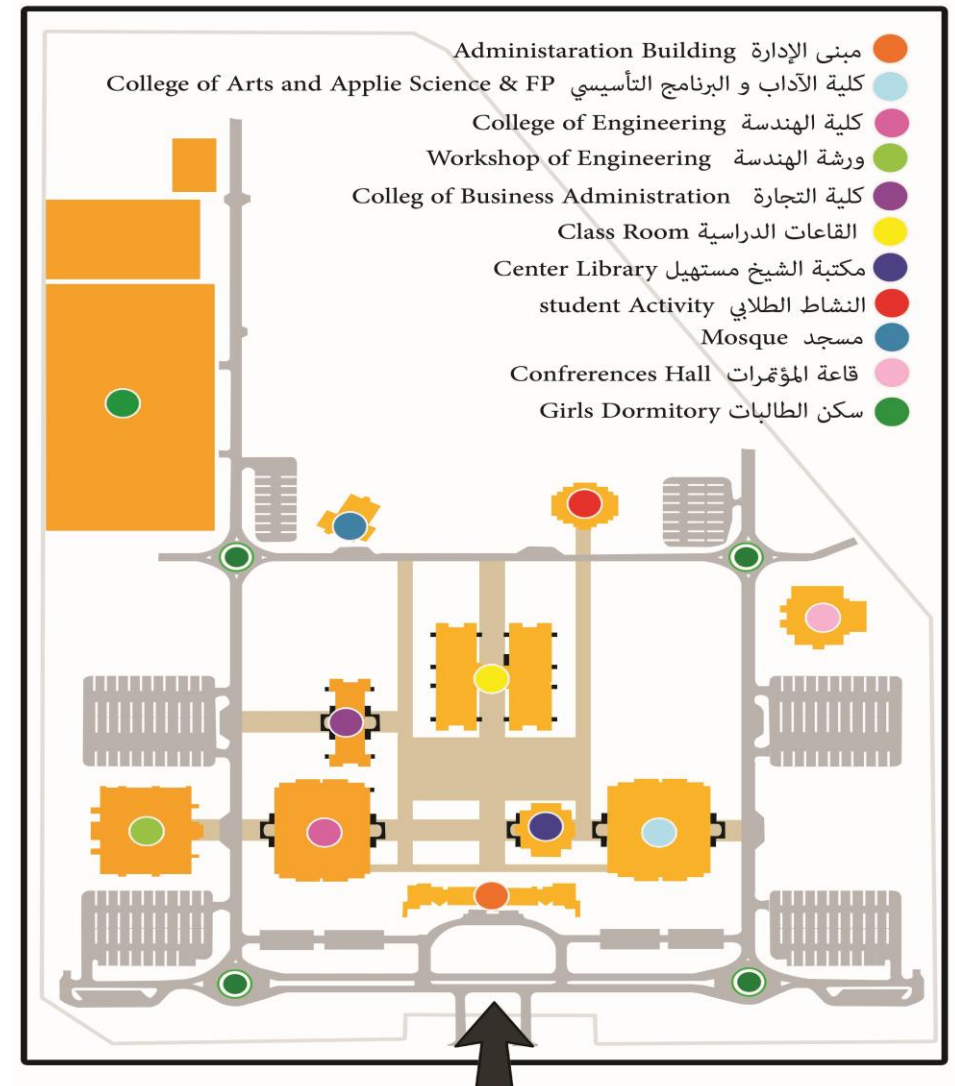 Administaration Building مبنى الإدارة
College of Arts and Applie Science & FP كلية الآداب و البرنامج التأسيسي
College of Engineering كلية الهندسة
Workshop of Engineering ورشة الهندسة
Colleg of Business Administration كلية التجارة
Class Room القاعات الدراسية
Center Library مكتبة الشيخ مستهيل
student Activity النشاط الطلابي
Mosque مسجد
Confrerences Hall قاعة المؤتمرات
Girls Dormitory سكن الطالبات